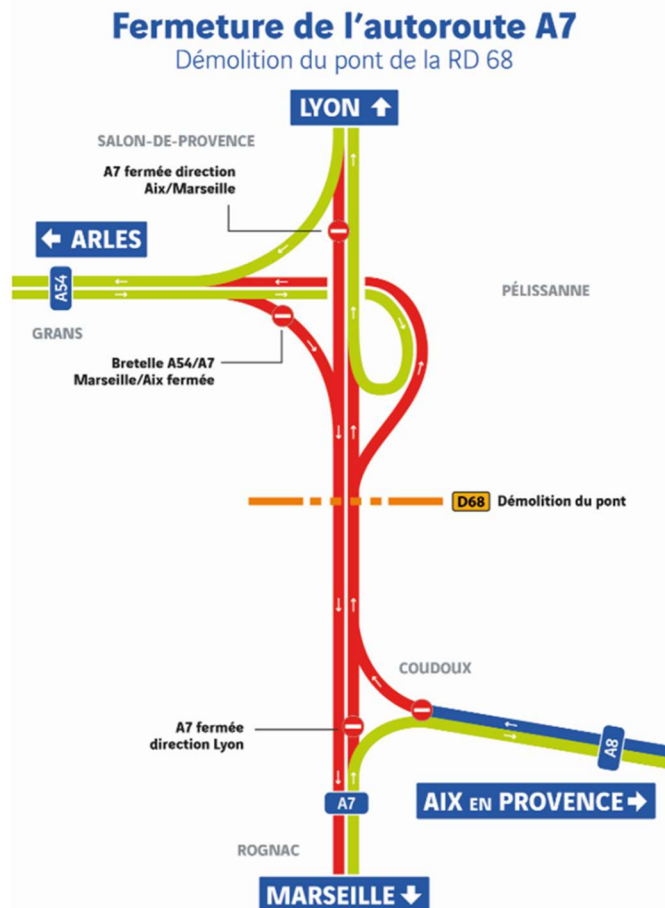 Fermeture de l'autoroute A7
Démolition du pont de la RD 68
LYON ↑
SALON-DE-PROVENCE
A7 fermée direction
Aix/Marseille
← ARLES
A54
PÉLISSANNE
GRANS
Bretelle A54/A7
Marseille/Aix fermée
D68 Démolition du pont
COUDOUX
A7 fermée
direction Lyon
A8
A7
AIX EN PROVENCE →
ROGNAC
MARSEILLE ↓